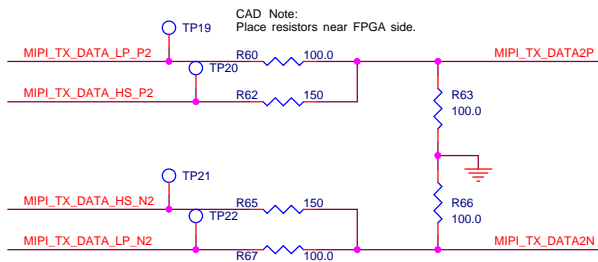 CAD Note:
Place resistors near FPGA side.
TP19
MIPI_TX_DATA_LP_P2
R60
100.0
MIPI_TX_DATA2P
TP20
MIPI_TX_DATA_HS_P2
R62
150
R63
100.0
TP21
MIPI_TX_DATA_HS_N2
R65
150
R66
100.0
TP22
MIPI_TX_DATA_LP_N2
R67
100.0
MIPI_TX_DATA2N